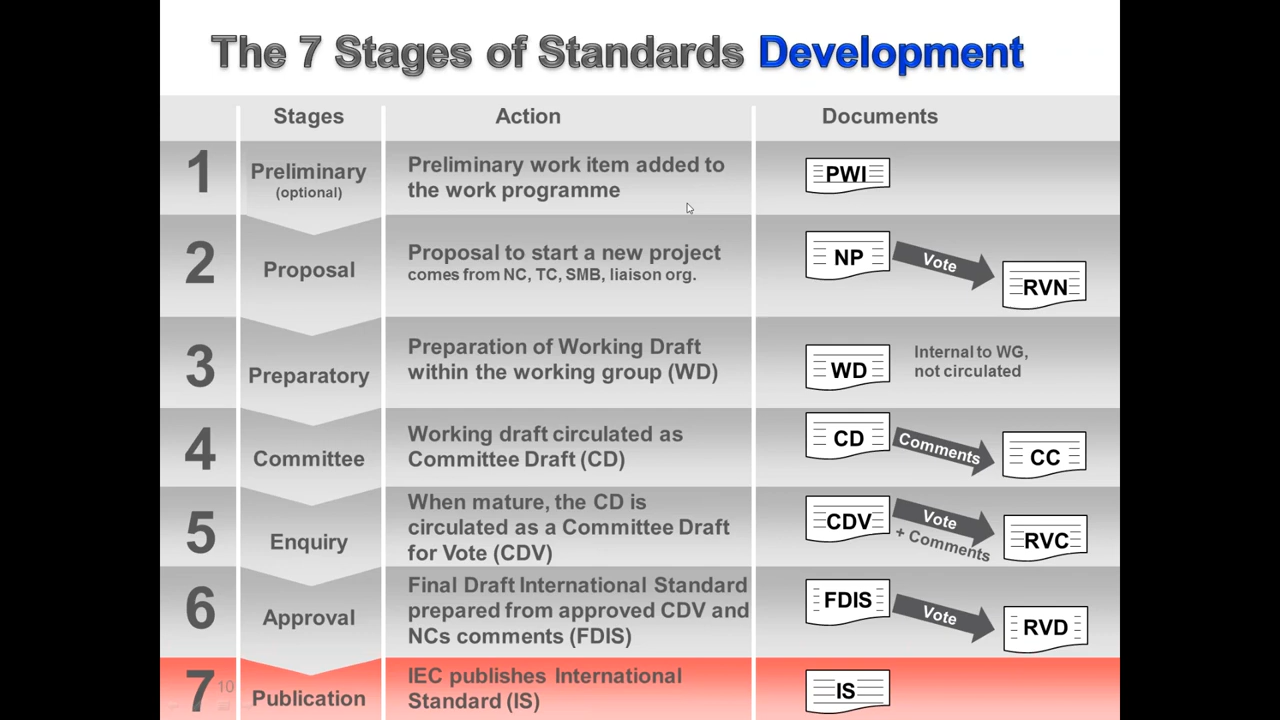 The 7 Stages of Standards Development
Stages Action Documents
1
Preliminary
(optional)
Preliminary work item added to
the work programme
PWI
2
Proposal
Proposal to start a new project
comes from NC, TC, SMB, liaison org.
NP
Vote
RVN
3
Preparatory
Preparation of Working Draft
within the working group (WD)
WD
Internal to WG,
not circulated
4
Committee
Working draft circulated as
Committee Draft (CD)
CD
Comments
CC
5
Enquiry
When mature, the CD is
circulated as a Committee Draft
for Vote (CDV)
CDV
Vote
+ Comments
RVC
6
Approval
Final Draft International Standard
prepared from approved CDV and
NCs comments (FDIS)
FDIS
Vote
RVD
7
10
Publication
IEC publishes International
Standard (IS)
IS